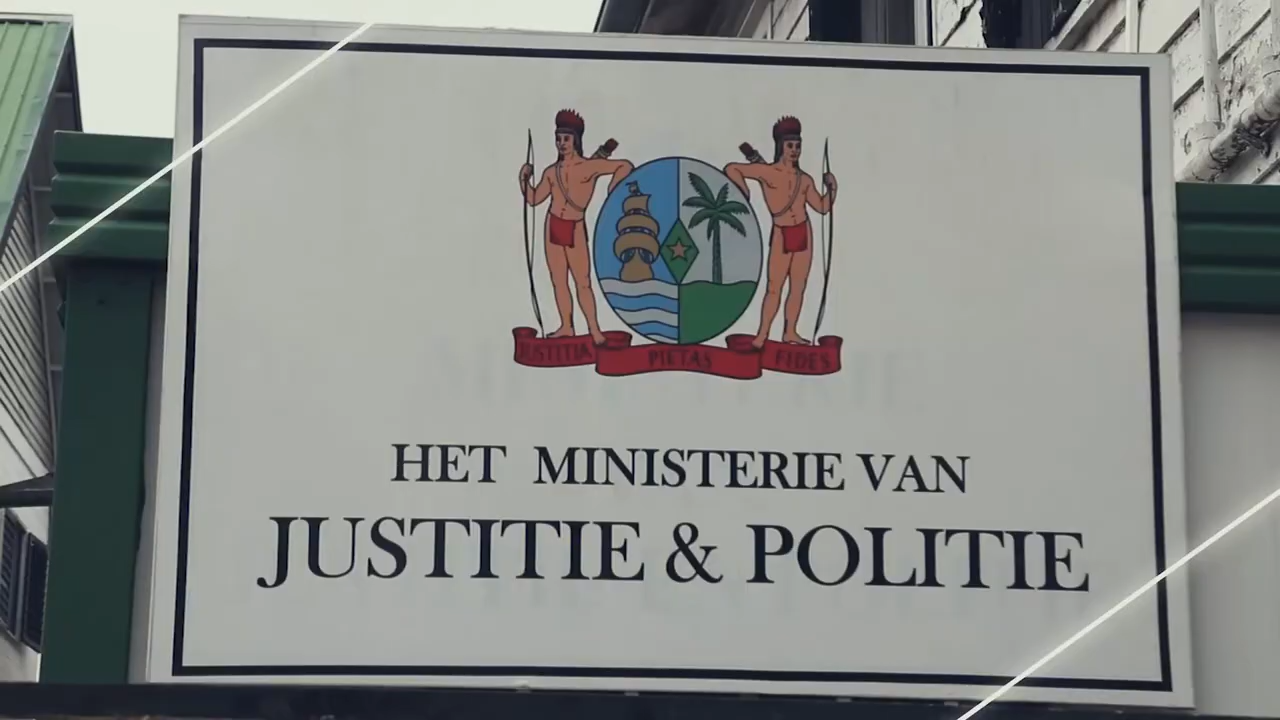 JUSTITIA PIETAS FIDES
HET MINISTERIE VAN
JUSTITIE & POLITIE